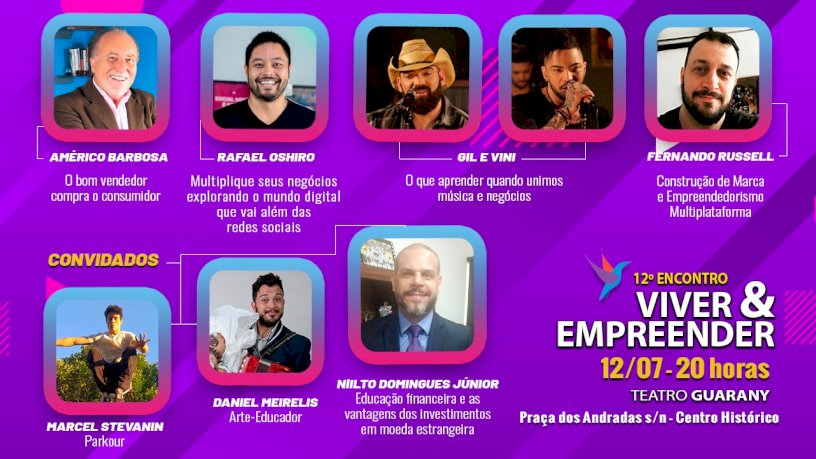 AMÉRICO BARBOSA
O bom vendedor
compra o consumidor
RAFAEL OSHIRO
Multiplique seus negócios
explorando o mundo digital
que vai além das
redes sociais
GIL E VINI
O que aprender quando unimos
música e negócios
FERNANDO RUSSELL
Construção de Marca
e Empreendedorismo
Multiplataforma
CONVIDADOS
MARCEL STEVANIN
Parkour
DANIEL MEIRELIS
Arte-Educador
NIILTO DOMINGUES JÚNIOR
Educação financeira e as
vantagens dos investimentos
em moeda estrangeira
12º ENCONTRO
VIVER &
EMPREENDER
12/07 - 20 horas
TEATRO GUARANY
Praça dos Andradas s/n - Centro Histórico